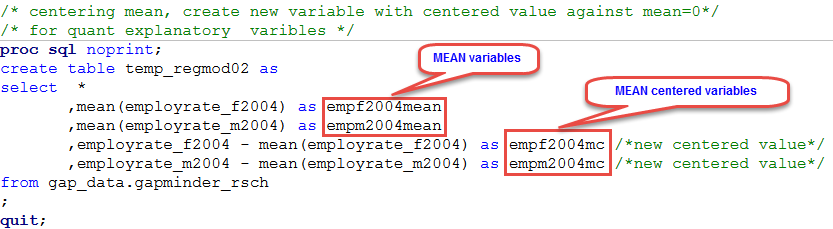 /* centering mean, create new variable with centered value against mean=0*/
/* for quant explanatory  varibles */
proc sql noprint;
create table temp_regmod02 as
select  *
MEAN variables
,mean(employrate_f2004) as empf2004mean
MEAN centered variables
,mean(employrate_m2004) as empm2004mean
,employrate_f2004 - mean(employrate_f2004) as empf2004mc /*new centered value*/
,employrate_m2004 - mean(employrate_m2004) as empm2004mc /*new centered value*/
from gap_data.gapminder_rsch
;
quit;